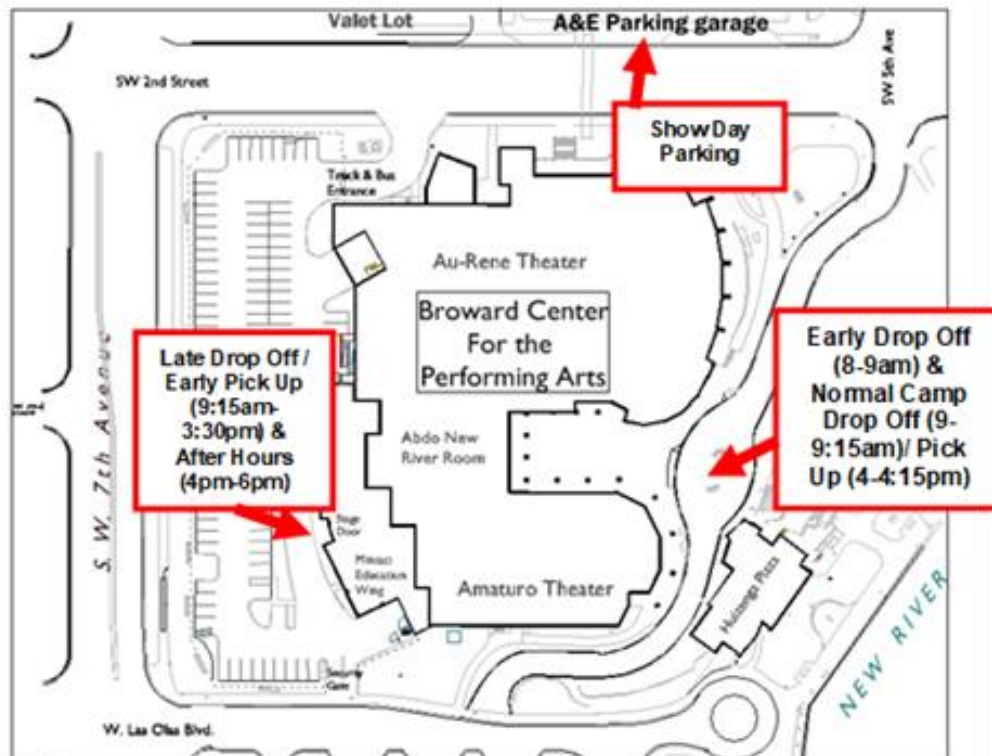 Valet Lot
A&E Parking garage
SW 2nd Street
SW 5th Ave
Show Day
Parking
Truck & Bus
Entrance
Au-Rene Theater
Broward Center
For the
Performing Arts
Late Drop Off /
Early Pick Up
(9:15am-
3:30pm) &
After Hours
(4pm-6pm)
Early Drop Off
(8-9am) &
Normal Camp
Drop Off (9-
9:15am)/ Pick
Up (4-4:15pm)
S. W. 7th Avenue
Abdo New
River Room
Stage
Door
Education
Wing
Amaturo Theater
Huizenga Plaza
NEW RIVER
Security
Gate
W. Las Olas Blvd.